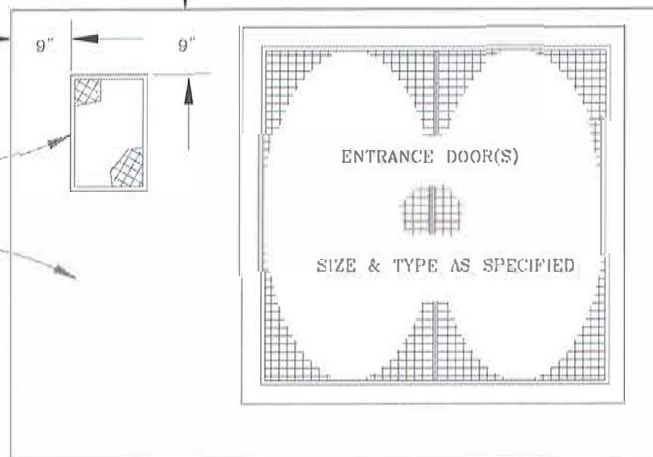 9" 9"
ENTRANCE DOOR(S)
SIZE & TYPE AS SPECIFIED